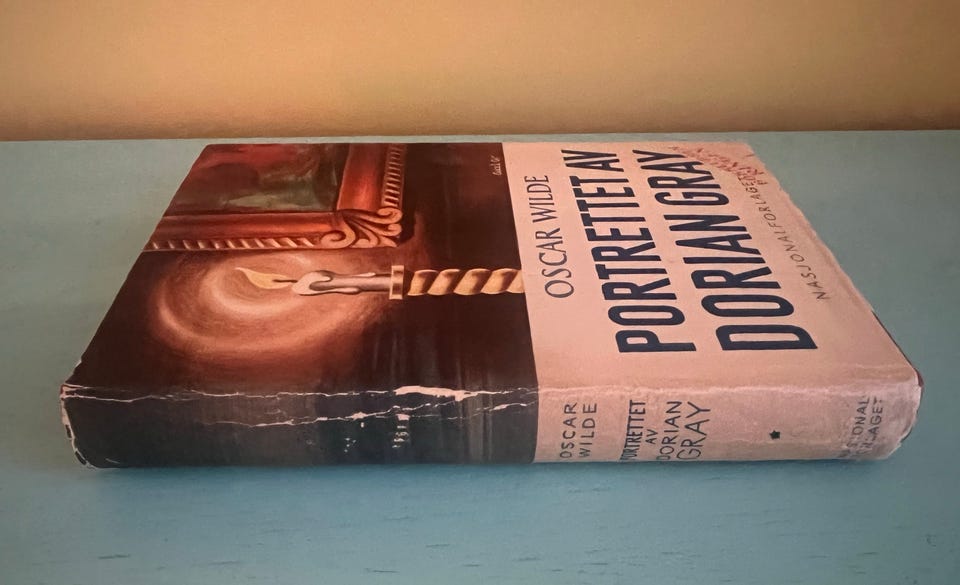 OSCAR WILDE
PORTRETTET AV
DORIAN GRAY
NASJONALFORLAGET
OSCAR
WILDE
PORTRETTET
AV
DORIAN
GRAY